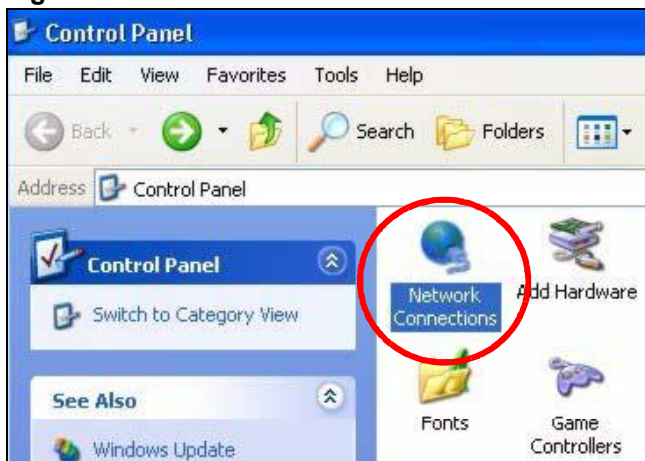 Control Panel
File Edit View Favorites Tools Help
Back Search Folders
Address Control Panel
Control Panel
Switch to Category View
See Also
Windows Update
Network Connections
Add Hardware
Fonts
Game Controllers